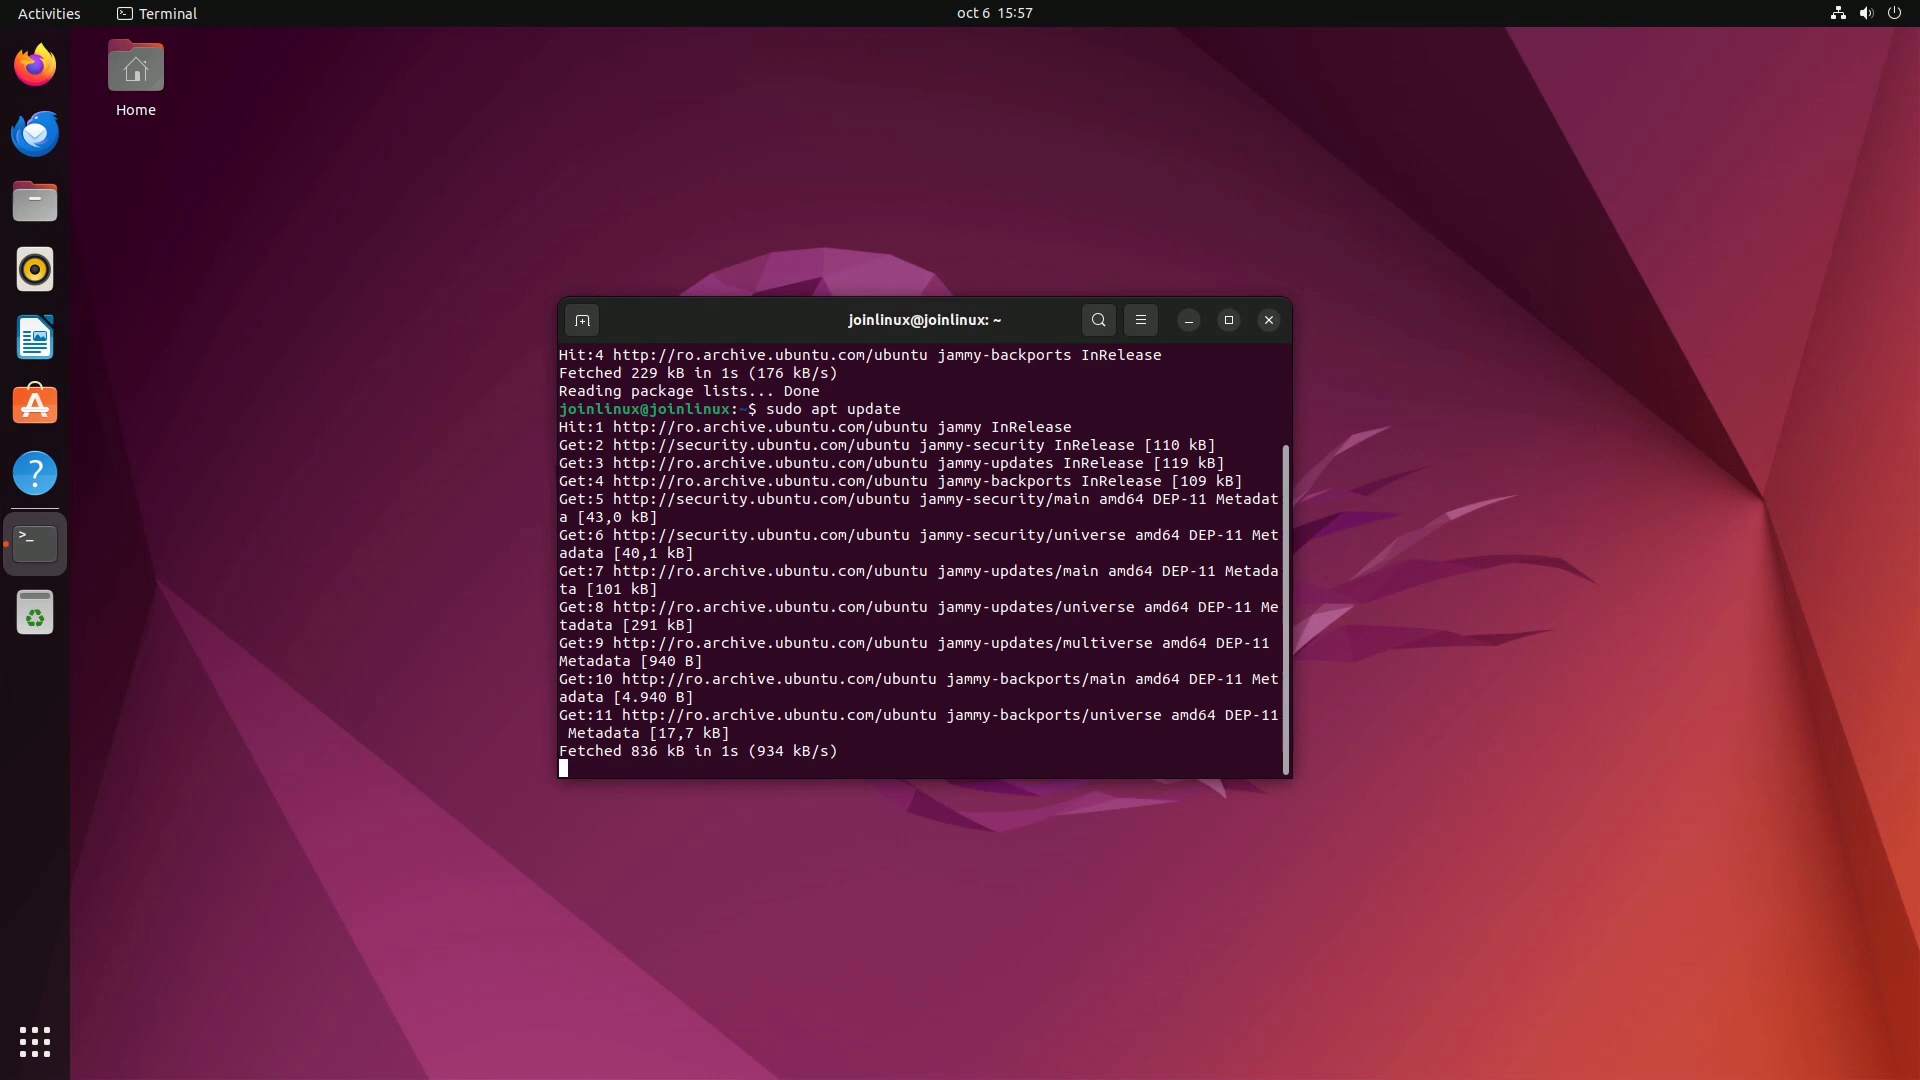 Activities
Terminal
oct 6 15:57
Home
joinlinux@joinlinux: ~
Hit:4 http://ro.archive.ubuntu.com/ubuntu jammy-backports InRelease
Fetched 229 kB in 1s (176 kB/s)
Reading package lists... Done
joinlinux@joinlinux:~$ sudo apt update
Hit:1 http://ro.archive.ubuntu.com/ubuntu jammy InRelease
Get:2 http://security.ubuntu.com/ubuntu jammy-security InRelease [110 kB]
Get:3 http://ro.archive.ubuntu.com/ubuntu jammy-updates InRelease [119 kB]
Get:4 http://ro.archive.ubuntu.com/ubuntu jammy-backports InRelease [109 kB]
Get:5 http://security.ubuntu.com/ubuntu jammy-security/main amd64 DEP-11 Metadat
a [43,0 kB]
Get:6 http://security.ubuntu.com/ubuntu jammy-security/universe amd64 DEP-11 Met
adata [40,1 kB]
Get:7 http://ro.archive.ubuntu.com/ubuntu jammy-updates/main amd64 DEP-11 Metada
ta [101 kB]
Get:8 http://ro.archive.ubuntu.com/ubuntu jammy-updates/universe amd64 DEP-11 Me
tadata [291 kB]
Get:9 http://ro.archive.ubuntu.com/ubuntu jammy-updates/multiverse amd64 DEP-11
Metadata [940 B]
Get:10 http://ro.archive.ubuntu.com/ubuntu jammy-backports/main amd64 DEP-11 Met
adata [4.940 B]
Get:11 http://ro.archive.ubuntu.com/ubuntu jammy-backports/universe amd64 DEP-11
 Metadata [17,7 kB]
Fetched 836 kB in 1s (934 kB/s)